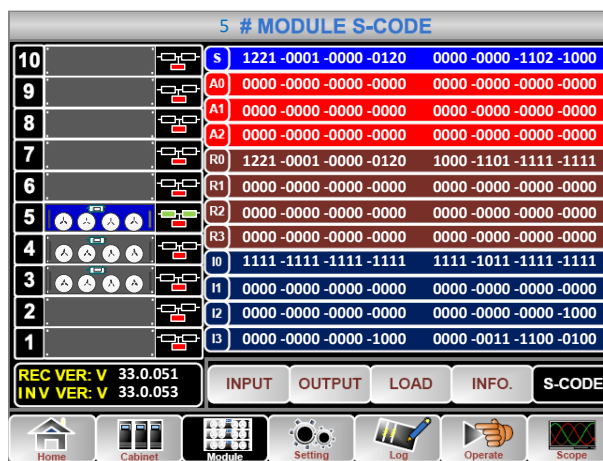 5 # MODULE S-CODE
10
S 1221 -0001 -0000 -0120 0000 -0000 -1102 -1000
9
A0 0000 -0000 -0000 -0000 0000 -0000 -0000 -0000
8
A1 0000 -0000 -0000 -0000 0000 -0000 -0000 -0000
A2 0000 -0000 -0000 -0000 0000 -0000 -0000 -0000
7
R0 1221 -0001 -0000 -0120 1000 -1101 -1111 -1111
6
R1 0000 -0000 -0000 -0000 0000 -0000 -0000 -0000
5
R2 0000 -0000 -0000 -0000 0000 -0000 -0000 -0000
R3 0000 -0000 -0000 -0000 0000 -0000 -0000 -0000
4
I0 1111 -1111 -1111 -1111 1111 -1011 -1111 -1111
3
I1 0000 -0000 -0000 -0000 0000 -0000 -0000 -0000
2
I2 0000 -0000 -0000 -0000 0000 -0000 -0000 -1000
1
I3 0000 -0000 -0000 -1000 0000 -0011 -1100 -0100
REC VER: V 33.0.051
INV VER: V 33.0.053
INPUT OUTPUT LOAD INFO. S-CODE
Home Cabinet Module Setting Log Operate Scope